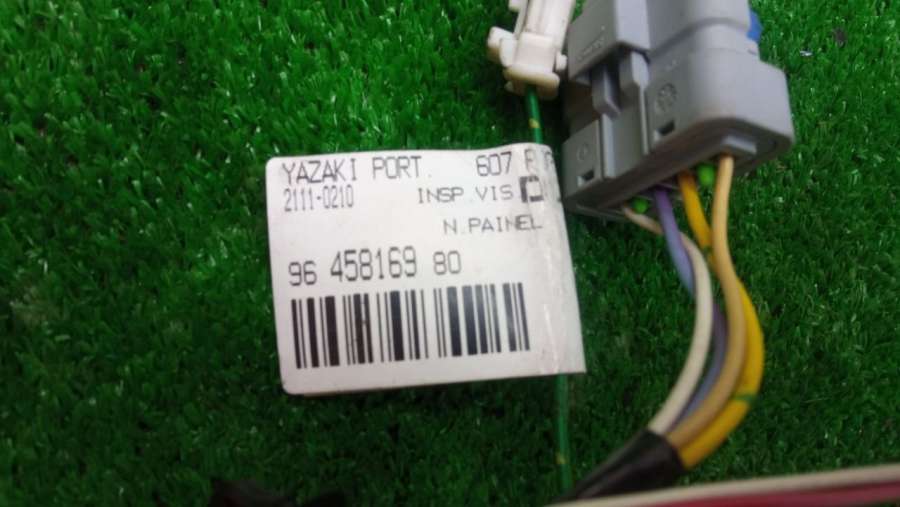 YAZAKI PORT. 607
2111-0210 INSP.VIS
N.PAINEL
96 458169 80